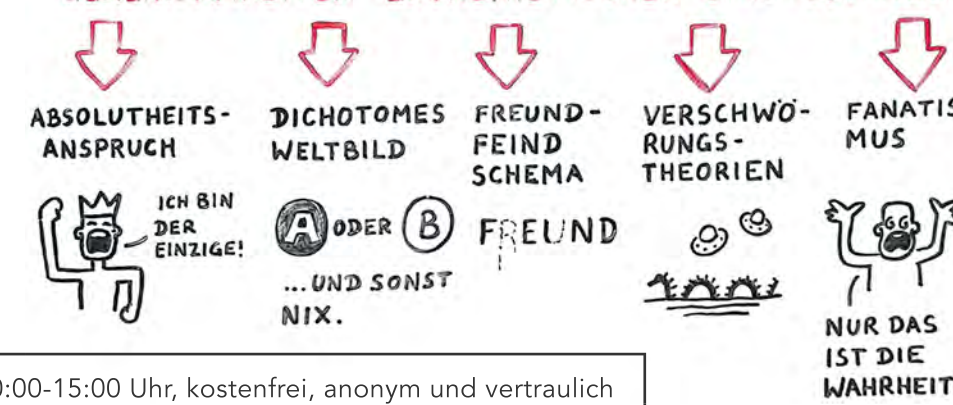 ABSOLUTHEITS-
ANSPRUCH
DICHOTOMES
WELTBILD
FREUND-
FEIND
SCHEMA
VERSCHWÖ-
RUNGS-
THEORIEN
FANATIS
MUS
ICH BIN
DER
EINZIGE!
A ODER B
...UND SONST
NIX.
FREUND
NUR DAS
IST DIE
WAHRHEIT
0:00-15:00 Uhr, kostenfrei, anonym und vertraulich